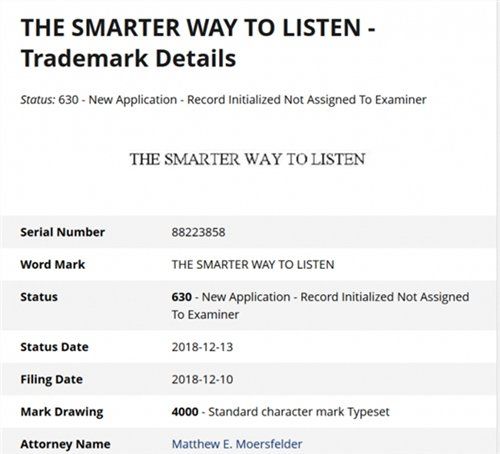 THE SMARTER WAY TO LISTEN -
Trademark Details
Status: 630 - New Application - Record Initialized Not Assigned To Examiner
THE SMARTER WAY TO LISTEN
Serial Number 88223858
Word Mark THE SMARTER WAY TO LISTEN
Status 630 - New Application - Record Initialized Not Assigned
To Examiner
Status Date 2018-12-13
Filing Date 2018-12-10
Mark Drawing 4000 - Standard character mark Typeset
Attorney Name Matthew E. Moersfelder